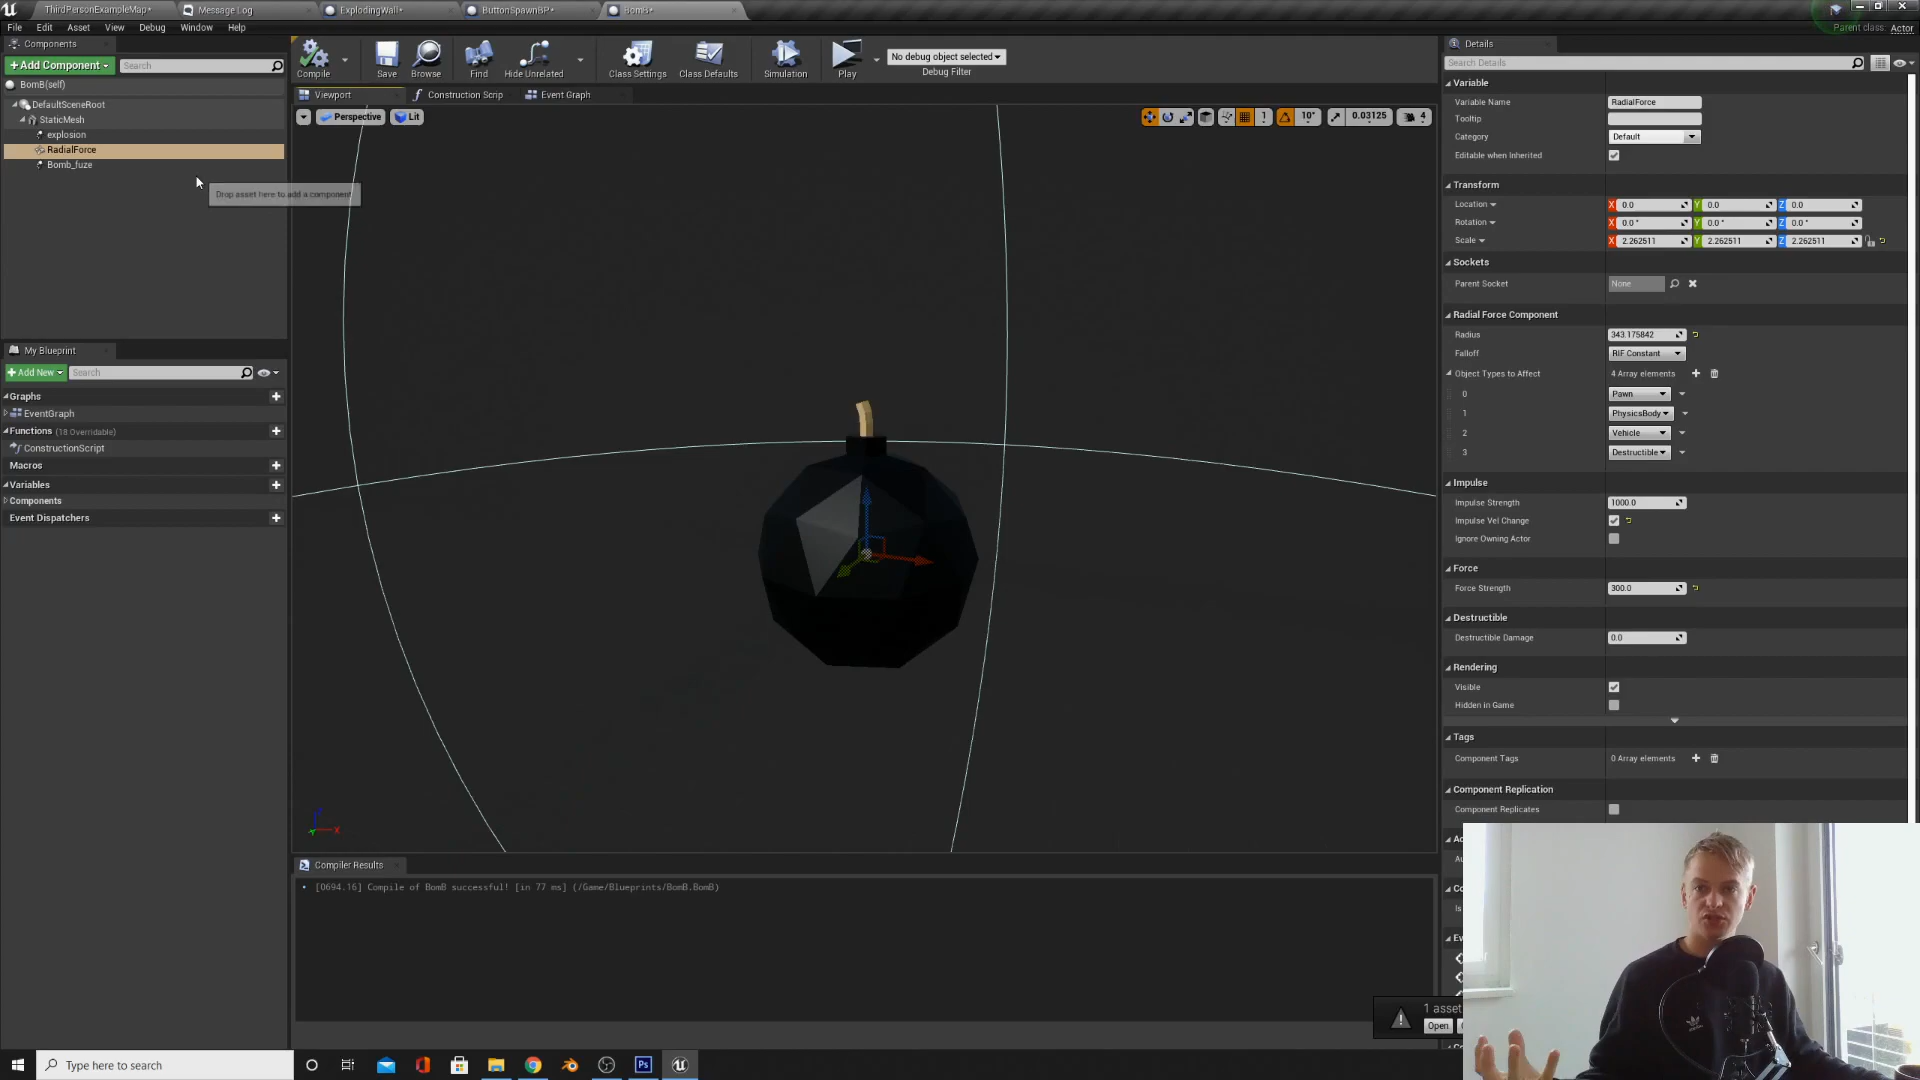 ThirdPersonExampleMap*
Message Log
ExplodingWall*
ButtonSpawnBP*
BomB*
File
Edit
Asset
View
Debug
Window
Help
Parent class: Actor
Components
+Add Component
Search
BomB(self)
DefaultSceneRoot
StaticMesh
explosion
RadialForce
Bomb_fuze
Drop asset here to add a component.
Compile
Save
Browse
Find
Hide Unrelated
Class Settings
Class Defaults
Simulation
Play
No debug object selected
Debug Filter
Viewport
Construction Scrip
Event Graph
Perspective
Lit
1
10°
0.03125
4
My Blueprint
+Add New
Search
Graphs
EventGraph
Functions (18 Overridable)
ConstructionScript
Macros
Variables
Components
Event Dispatchers
Compiler Results
[0694.16] Compile of BomB successful! [in 77 ms] (/Game/Blueprints/BomB.BomB)
Details
Search Details
Variable
Variable Name
RadialForce
Tooltip
Category
Default
Editable when Inherited
Transform
Location
X 0.0 Y 0.0 Z 0.0
Rotation
X 0.0° Y 0.0° Z 0.0°
Scale
X 2.262511 Y 2.262511 Z 2.262511
Sockets
Parent Socket
None
Radial Force Component
Radius
343.175842
Falloff
RIF Constant
Object Types to Affect
4 Array elements
0
Pawn
1
PhysicsBody
2
Vehicle
3
Destructible
Impulse
Impulse Strength
1000.0
Impulse Vel Change
Ignore Owning Actor
Force
Force Strength
300.0
Destructible
Destructible Damage
0.0
Rendering
Visible
Hidden in Game
Tags
Component Tags
0 Array elements
Component Replication
Component Replicates
1 asset
Open
Type here to search
Ps
adidas